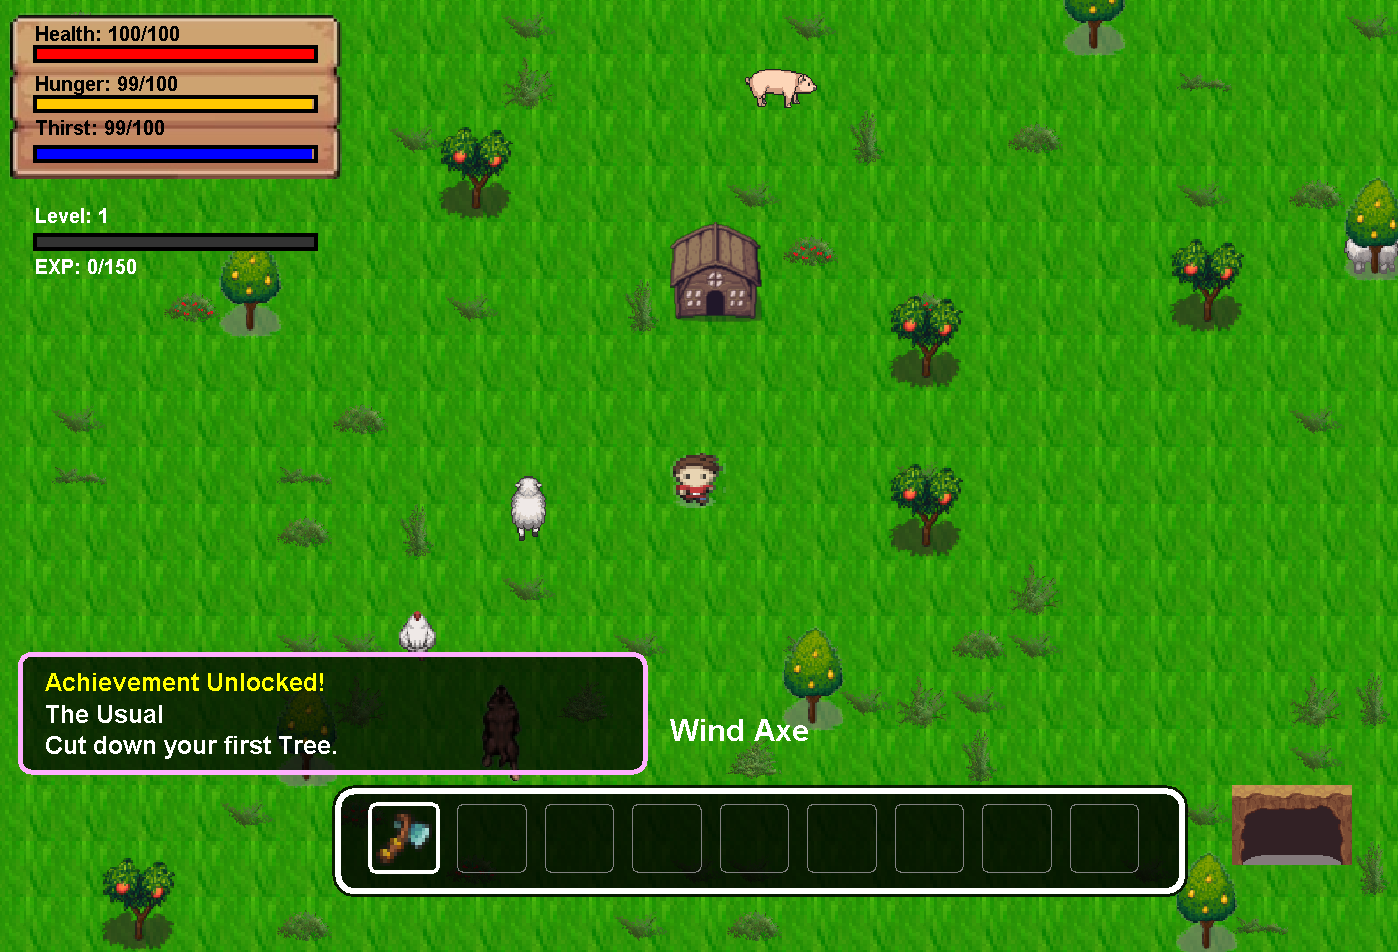 Health: 100/100
Hunger: 99/100
Thirst: 99/100
Level: 1
EXP: 0/150
Achievement Unlocked!
The Usual
Cut down your first Tree.
Wind Axe